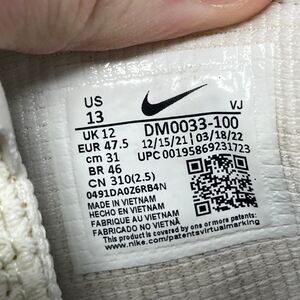 US
13
VJ
UK 12
DM0033-100
EUR 47.5
12/15/21 | 03/18/22
cm 31
UPC 00195869231723
BR 46
CN 310(2.5)
0491DA0Z6RB4N
MADE IN VIETNAM
HECHO EN VIETNAM
FABRIQUÉ AU VIETNAM
FABRICADO NO VIETNÃ
This product is covered by one or more patents:
www.nike.com/patentsvirtualmarking